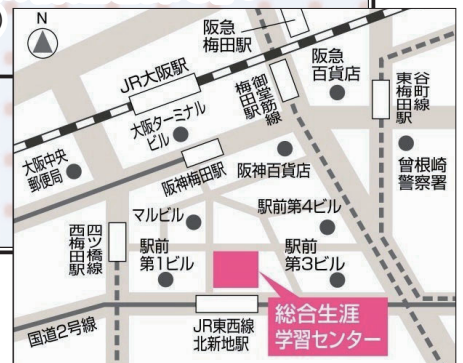 N
阪急
梅田駅
JR大阪駅
阪急
百貨店
御堂筋線
梅田駅
谷町線
東梅田駅
大阪ターミナル
ビル
大阪中央
郵便局
阪神梅田駅
阪神百貨店
曾根崎
警察署
マルビル
駅前第4ビル
四ツ橋線
西梅田駅
駅前
第1ビル
駅前
第3ビル
総合生涯
学習センター
国道2号線
JR東西線
北新地駅